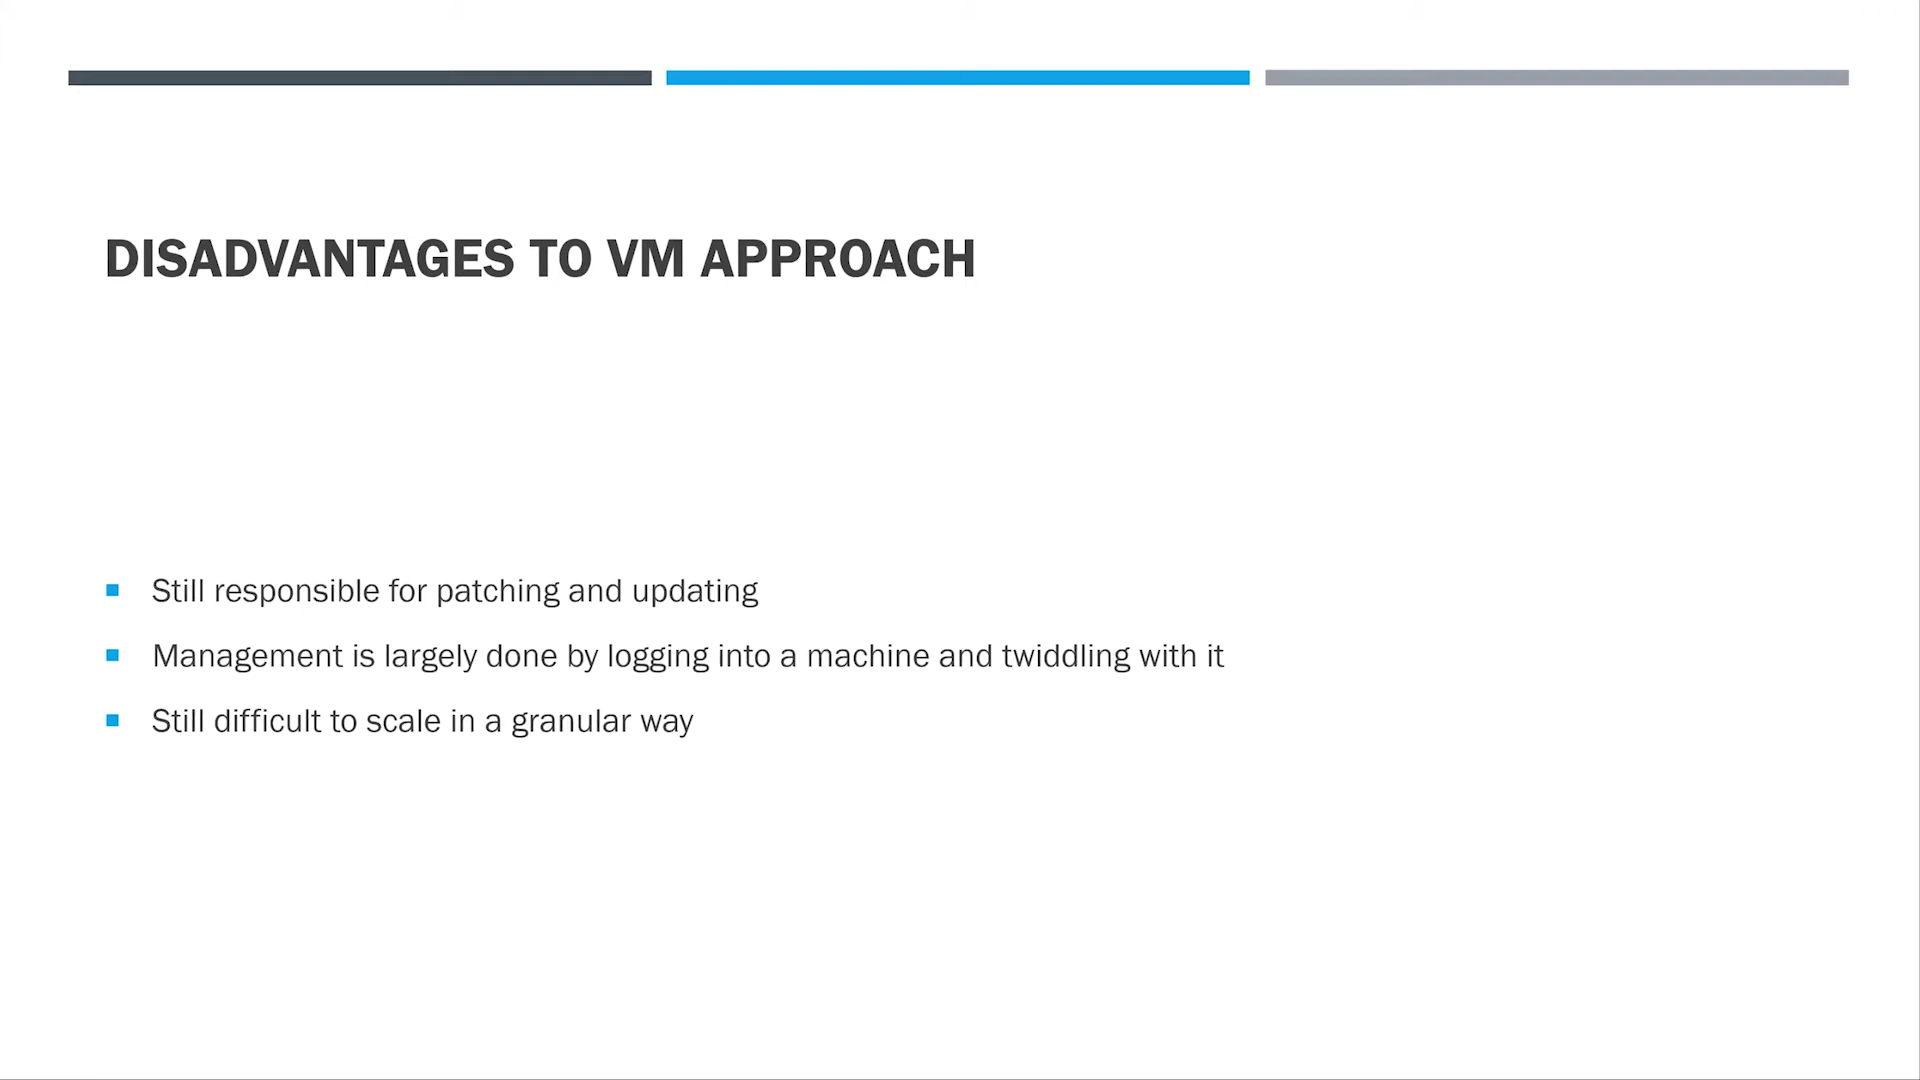 DISADVANTAGES TO VM APPROACH
Still responsible for patching and updating
Management is largely done by logging into a machine and twiddling with it
Still difficult to scale in a granular way